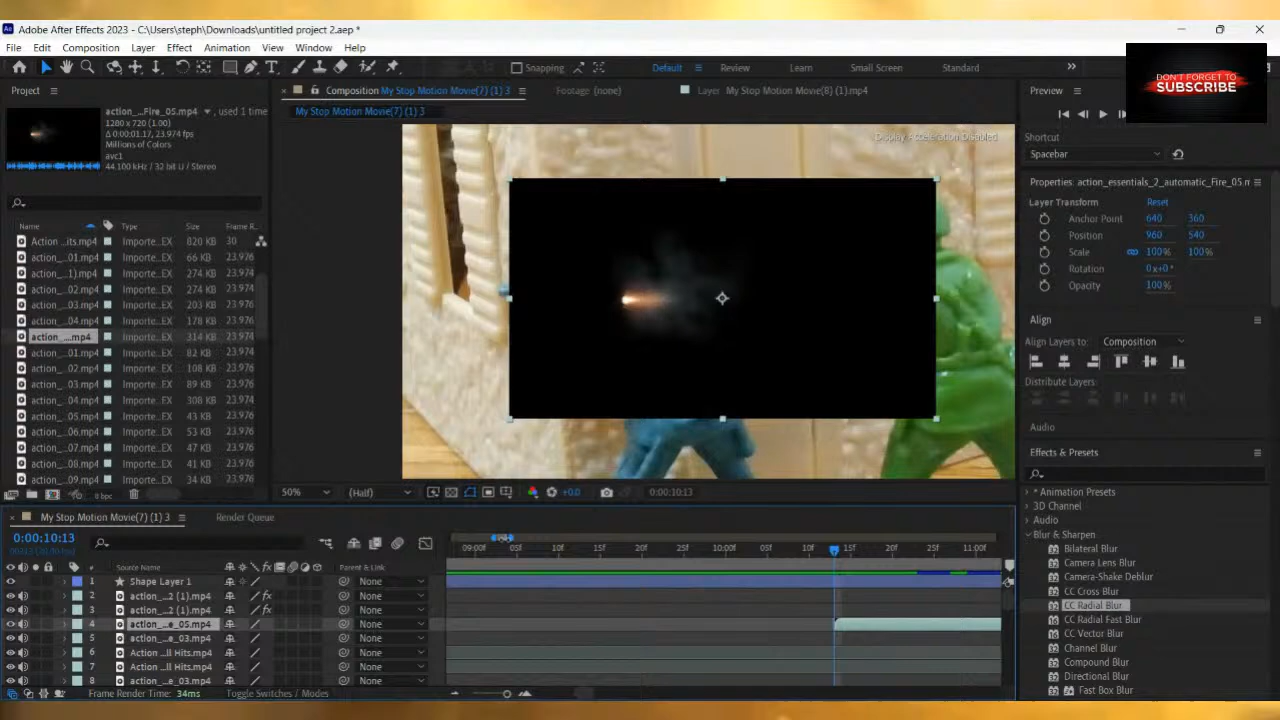 Adobe After Effects 2023 - C:\Users\steph\Downloads\untitled project 2.aep *
File Edit Composition Layer Effect Animation View Window Help
Snapping
Default Review Learn Small Screen Standard
DON'T FORGET TO
SUBSCRIBE
Project
action_...Fire_05.mp4 , used 1 time
1280 x 720 (1.00)
Δ 0:00:01.17, 23.974 fps
Millions of Colors
avc1
44.100 kHz / 32 bit U / Stereo
Name Type Size Frame R
Action ...its.mp4 Importe...EX 820 KB 30
action_...01.mp4 Importe...EX 66 KB 23.976
action_...1).mp4 Importe...EX 274 KB 23.976
action_...02.mp4 Importe...EX 274 KB 23.976
action_...03.mp4 Importe...EX 203 KB 23.976
action_...04.mp4 Importe...EX 168 KB 23.976
action_...mp4 Importe...EX 314 KB 23.974
action_...01.mp4 Importe...EX 82 KB 23.976
action_...02.mp4 Importe...EX 108 KB 23.976
action_...03.mp4 Importe...EX 89 KB 23.976
action_...04.mp4 Importe...EX 308 KB 23.976
action_...05.mp4 Importe...EX 43 KB 23.976
action_...06.mp4 Importe...EX 53 KB 23.976
action_...07.mp4 Importe...EX 47 KB 23.976
action_...08.mp4 Importe...EX 41 KB 23.976
action_...09.mp4 Importe...EX 34 KB 23.976
8 bpc
Composition My Stop Motion Movie(7) (1) 3
Footage (none)
Layer My Stop Motion Movie(8) (1).mp4
My Stop Motion Movie(7) (1) 3
Display Acceleration Disabled
50% (Half) +0.0 0:00:10:13
Preview
Shortcut
Spacebar
Properties: action_essentials_2_automatic_Fire_05.m
Layer Transform Reset
Anchor Point 640 360
Position 960 540
Scale 100% 100%
Rotation 0x+0°
Opacity 100%
Align
Align Layers to: Composition
Distribute Layers:
Audio
Effects & Presets
* Animation Presets
3D Channel
Audio
Blur & Sharpen
Bilateral Blur
Camera Lens Blur
Camera-Shake Deblur
CC Cross Blur
CC Radial Blur
CC Radial Fast Blur
CC Vector Blur
Channel Blur
Compound Blur
Directional Blur
Fast Box Blur
My Stop Motion Movie(7) (1) 3
Render Queue
0:00:10:13
09:00f 05f 10f 15f 20f 25f 10:00f 05f 10f 15f 20f 25f 11:00f
# Source Name Parent & Link
1 Shape Layer 1 None
2 action_...2 (1).mp4 None
3 action_...2 (1).mp4 None
4 action_...e_05.mp4 None
5 action_...e_03.mp4 None
6 Action ...ll Hits.mp4 None
7 Action ...ll Hits.mp4 None
8 action_...e_03.mp4 None
Frame Render Time: 34ms
Toggle Switches / Modes